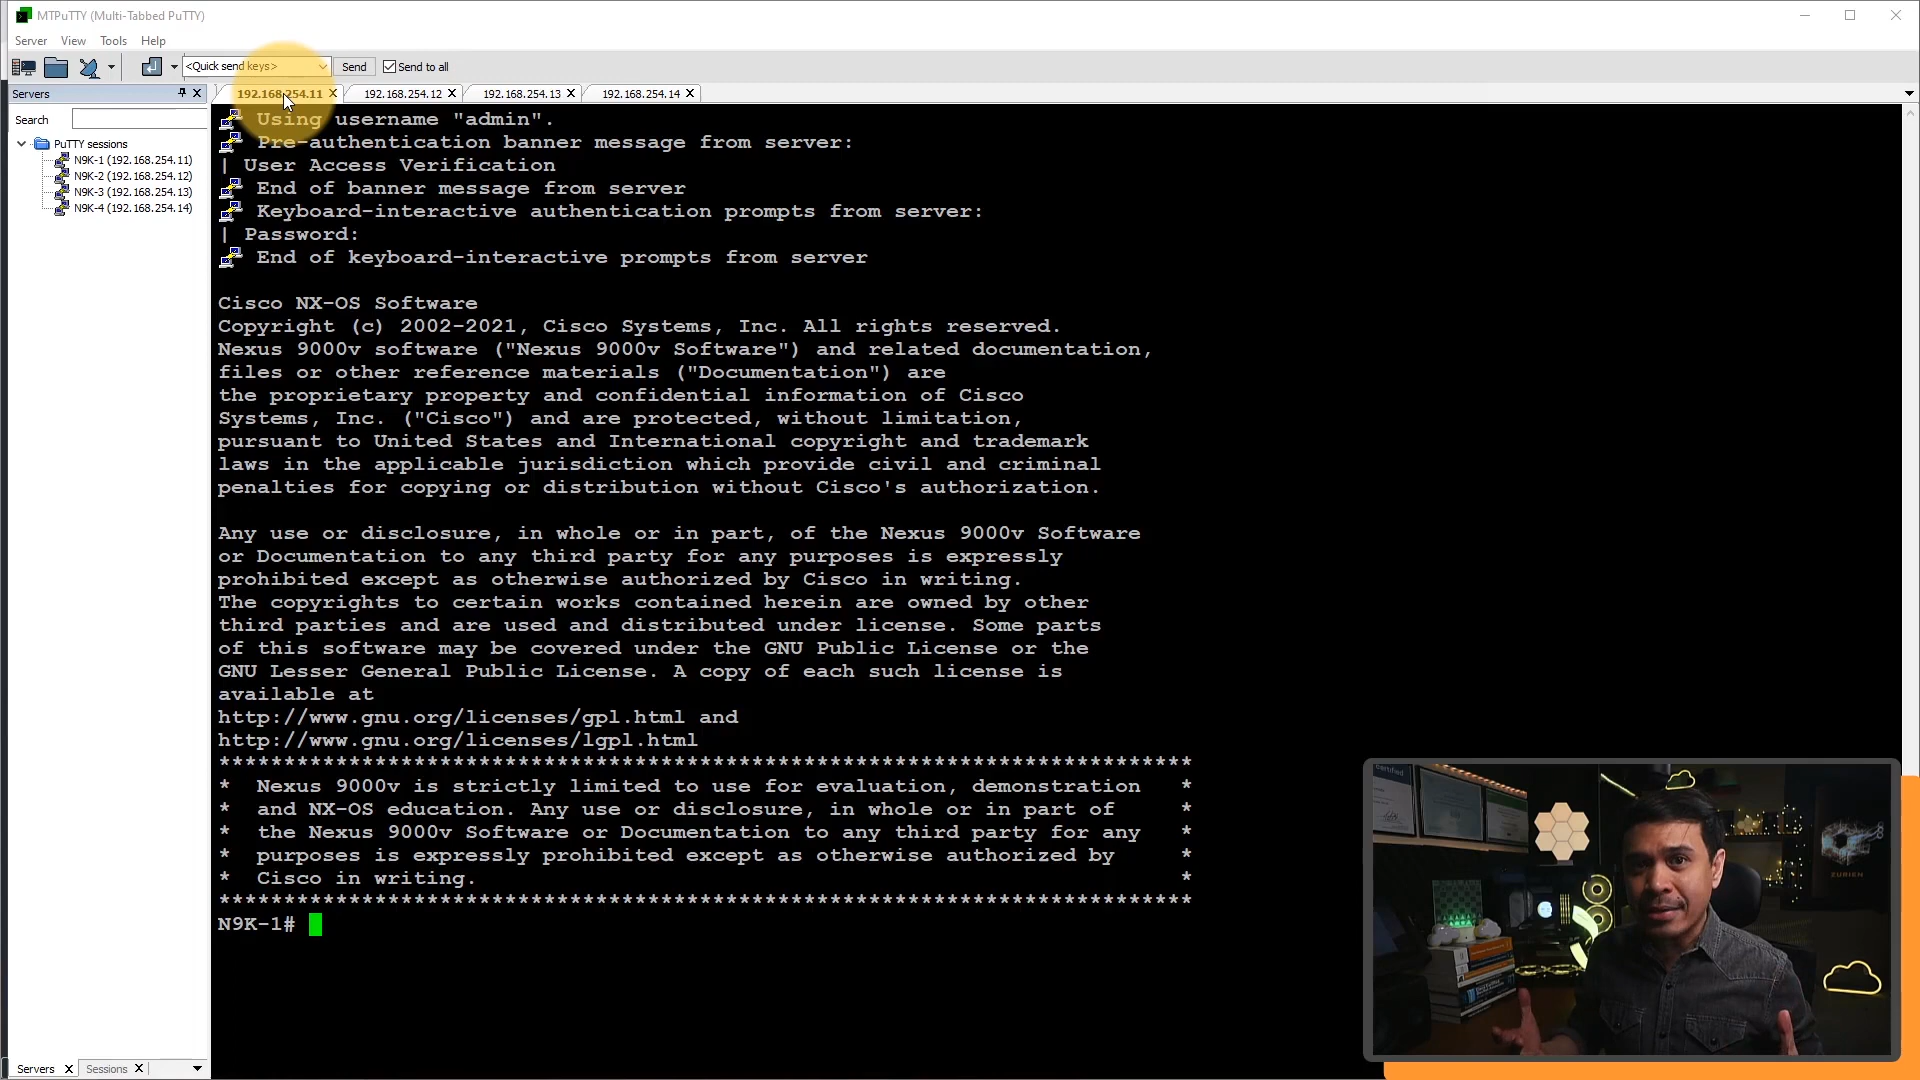 MTPuTTY (Multi-Tabbed PuTTY)
Server View Tools Help
<Quick send keys> Send Send to all
Servers
192.168.254.11 192.168.254.12 192.168.254.13 192.168.254.14
Search
PuTTY sessions
N9K-1 (192.168.254.11)
N9K-2 (192.168.254.12)
N9K-3 (192.168.254.13)
N9K-4 (192.168.254.14)
Using username "admin".
Pre-authentication banner message from server:
| User Access Verification
End of banner message from server
Keyboard-interactive authentication prompts from server:
| Password:
End of keyboard-interactive prompts from server
Cisco NX-OS Software
Copyright (c) 2002-2021, Cisco Systems, Inc. All rights reserved.
Nexus 9000v software ("Nexus 9000v Software") and related documentation,
files or other reference materials ("Documentation") are
the proprietary property and confidential information of Cisco
Systems, Inc. ("Cisco") and are protected, without limitation,
pursuant to United States and International copyright and trademark
laws in the applicable jurisdiction which provide civil and criminal
penalties for copying or distribution without Cisco's authorization.
Any use or disclosure, in whole or in part, of the Nexus 9000v Software
or Documentation to any third party for any purposes is expressly
prohibited except as otherwise authorized by Cisco in writing.
The copyrights to certain works contained herein are owned by other
third parties and are used and distributed under license. Some parts
of this software may be covered under the GNU Public License or the
GNU Lesser General Public License. A copy of each such license is
available at
http://www.gnu.org/licenses/gpl.html and
http://www.gnu.org/licenses/lgpl.html
***************************************************************************
* Nexus 9000v is strictly limited to use for evaluation, demonstration *
* and NX-OS education. Any use or disclosure, in whole or in part of *
* the Nexus 9000v Software or Documentation to any third party for any *
* purposes is expressly prohibited except as otherwise authorized by *
* Cisco in writing. *
***************************************************************************
N9K-1#
Servers Sessions
ZURIEN